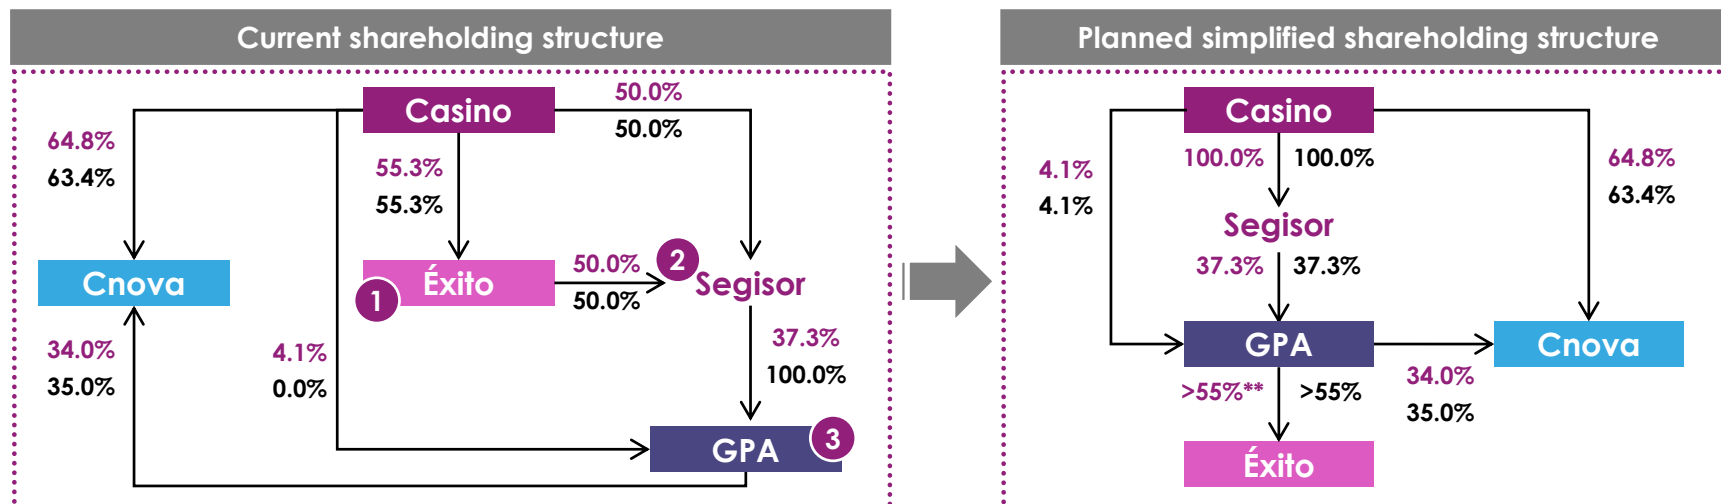 Current shareholding structure
Casino
50.0%
50.0%
64.8%
63.4%
55.3%
55.3%
Cnova
1
Éxito
50.0%
50.0%
2
Segisor
34.0%
35.0%
4.1%
0.0%
37.3%
100.0%
GPA
3
Planned simplified shareholding structure
Casino
100.0%
100.0%
4.1%
4.1%
64.8%
63.4%
Segisor
37.3%
37.3%
GPA
Cnova
>55%**
>55%
34.0%
35.0%
Éxito